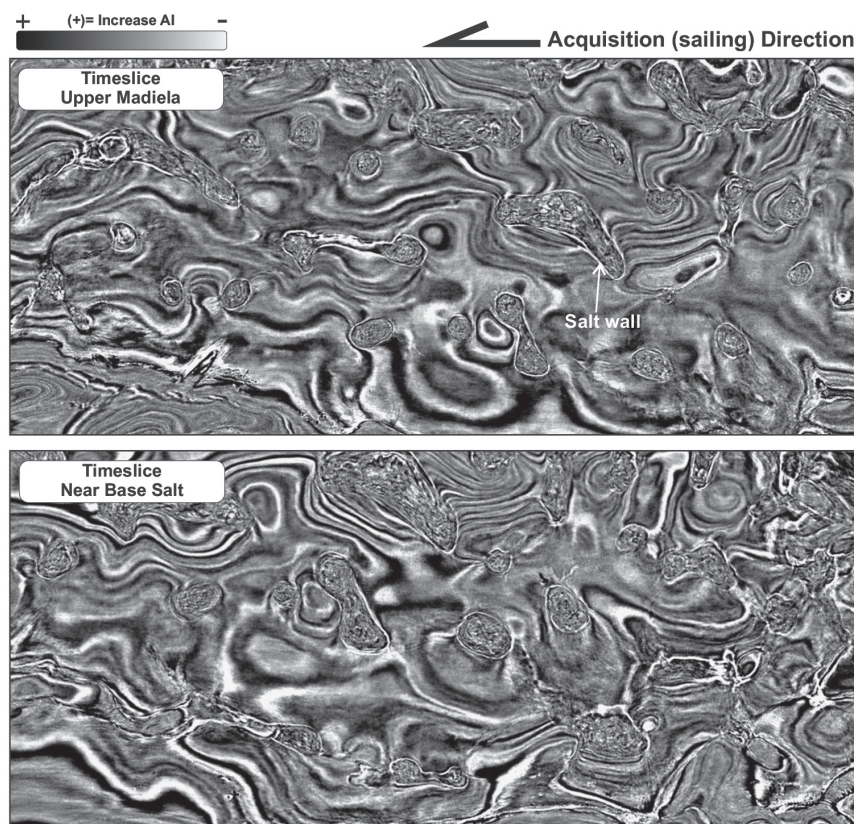 + (+)= Increase AI -
Acquisition (sailing) Direction
Timeslice
Upper Madiela
Salt wall
Timeslice
Near Base Salt